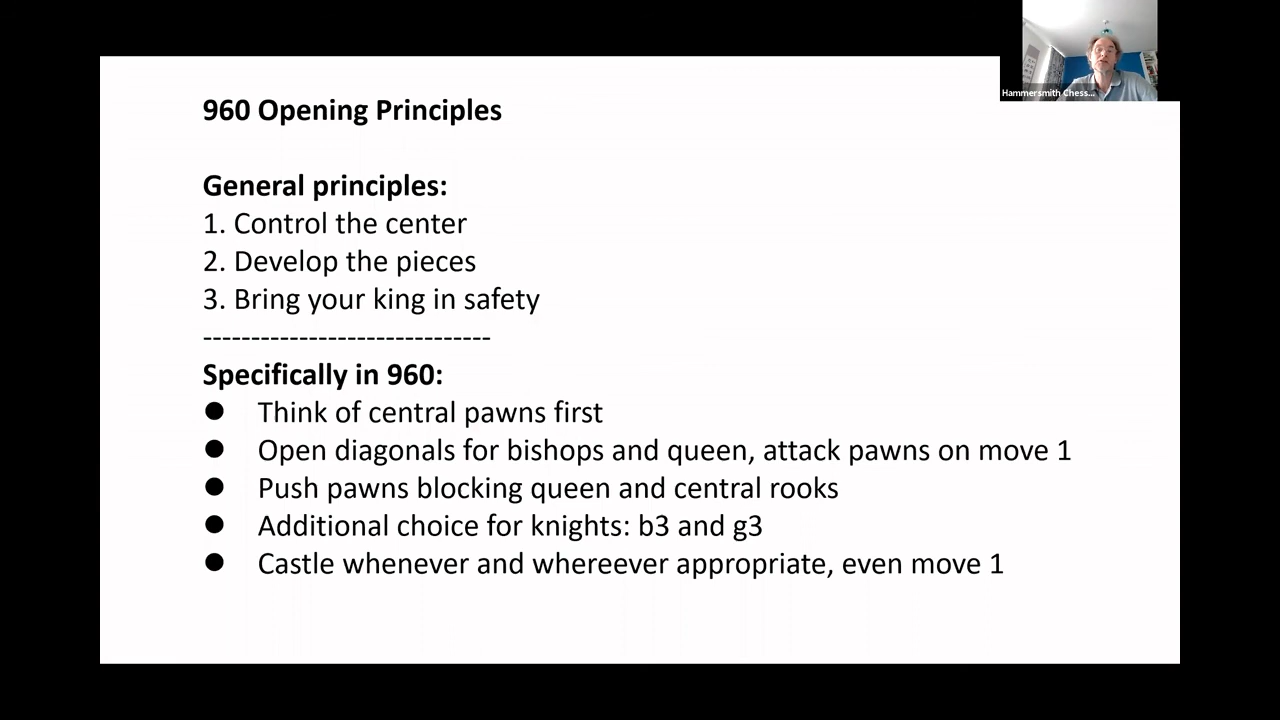 Hammersmith Chess...
960 Opening Principles
General principles:
1. Control the center
2. Develop the pieces
3. Bring your king in safety
------------------------------
Specifically in 960:
● Think of central pawns first
● Open diagonals for bishops and queen, attack pawns on move 1
● Push pawns blocking queen and central rooks
● Additional choice for knights: b3 and g3
● Castle whenever and whereever appropriate, even move 1